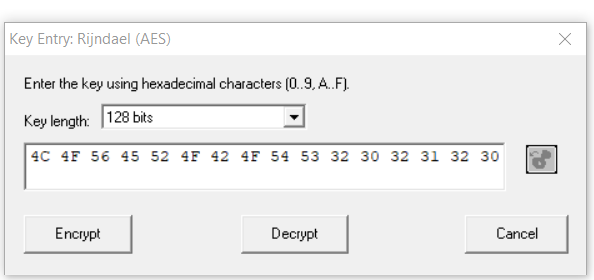 Key Entry: Rijndael (AES)
Enter the key using hexadecimal characters (0..9, A..F).
Key length: 128 bits
4C 4F 56 45 52 4F 42 4F 54 53 32 30 32 31 32 30
Encrypt Decrypt Cancel